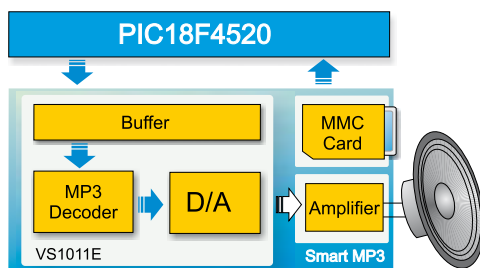 PIC18F4520
Buffer
MMC
Card
MP3
Decoder
D/A
Amplifier
VS1011E
Smart MP3